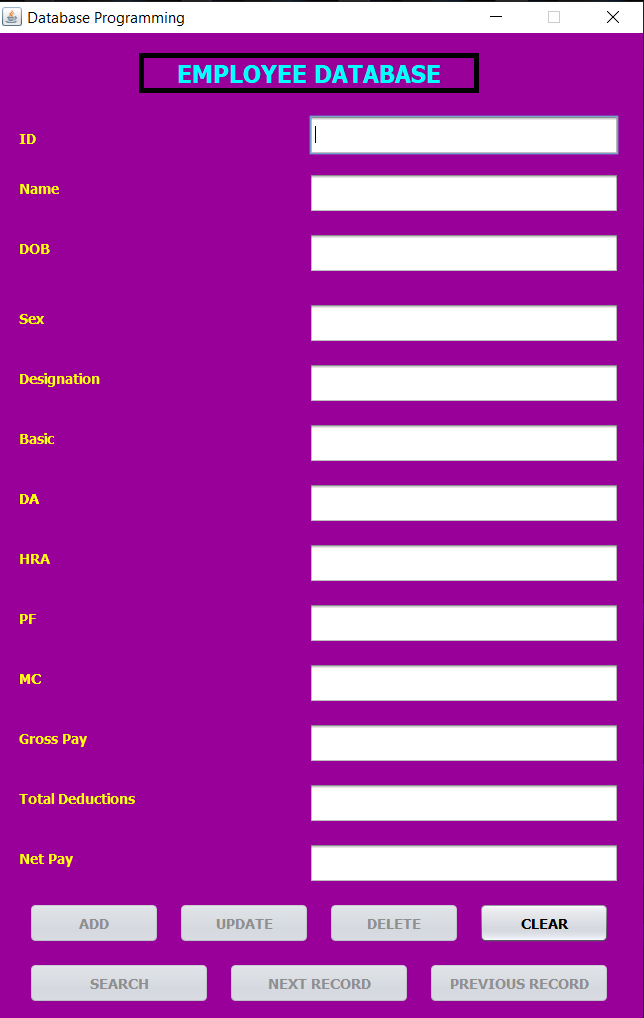 Database Programming
EMPLOYEE DATABASE
ID
Name
DOB
Sex
Designation
Basic
DA
HRA
PF
MC
Gross Pay
Total Deductions
Net Pay
ADD UPDATE DELETE CLEAR
SEARCH NEXT RECORD PREVIOUS RECORD